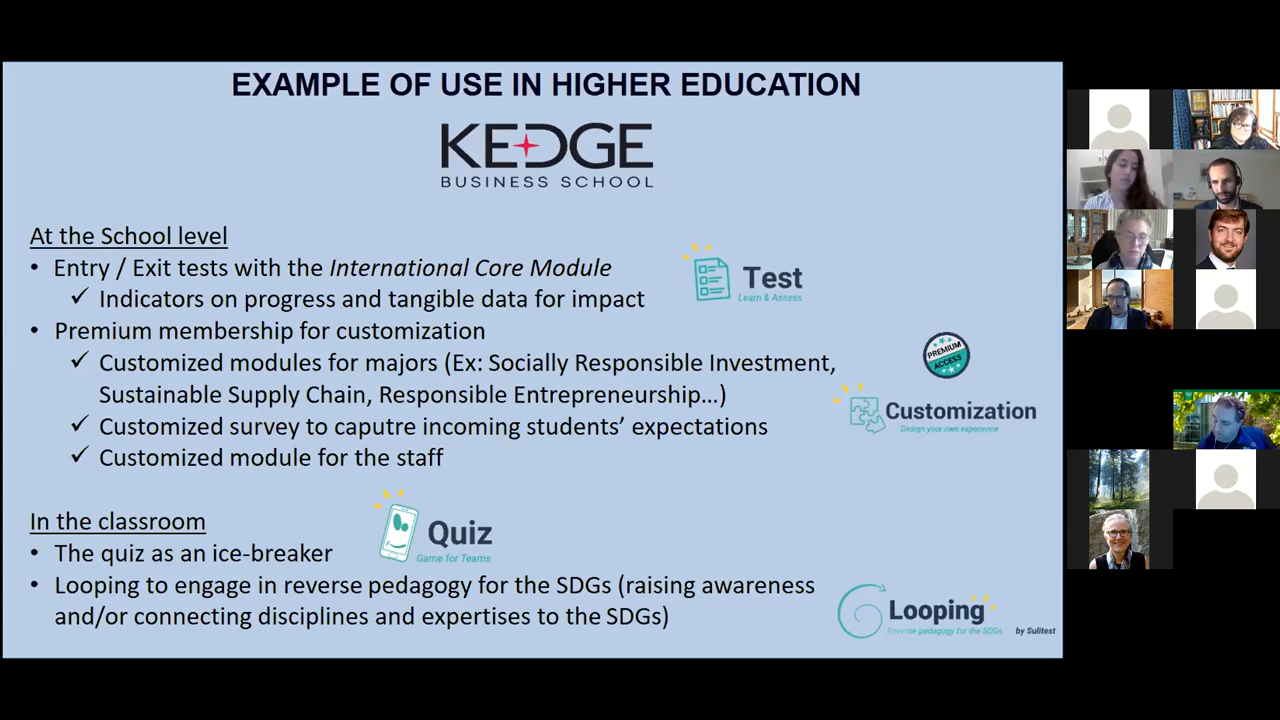 EXAMPLE OF USE IN HIGHER EDUCATION
KEDGE
BUSINESS SCHOOL
At the School level
• Entry / Exit tests with the International Core Module
✓ Indicators on progress and tangible data for impact
Test
Learn & Assess
• Premium membership for customization
✓ Customized modules for majors (Ex: Socially Responsible Investment,
Sustainable Supply Chain, Responsible Entrepreneurship...)
PREMIUM
ACCESS
Customization
Design your own experience
✓ Customized survey to caputre incoming students' expectations
✓ Customized module for the staff
In the classroom
Quiz
Game for Teams
• The quiz as an ice-breaker
• Looping to engage in reverse pedagogy for the SDGs (raising awareness
and/or connecting disciplines and expertises to the SDGs)
Looping
Reverse pedagogy for the SDGs
by Sulitest